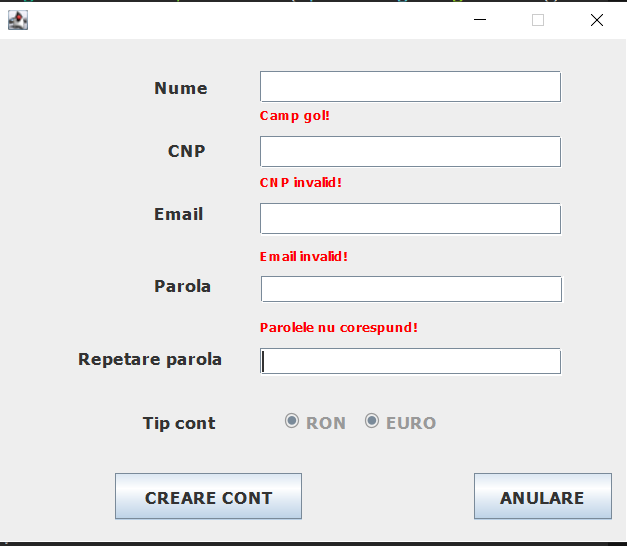 Nume
Camp gol!
CNP
CNP invalid!
Email
Email invalid!
Parola
Parolele nu corespund!
Repetare parola
Tip cont RON EURO
CREARE CONT ANULARE